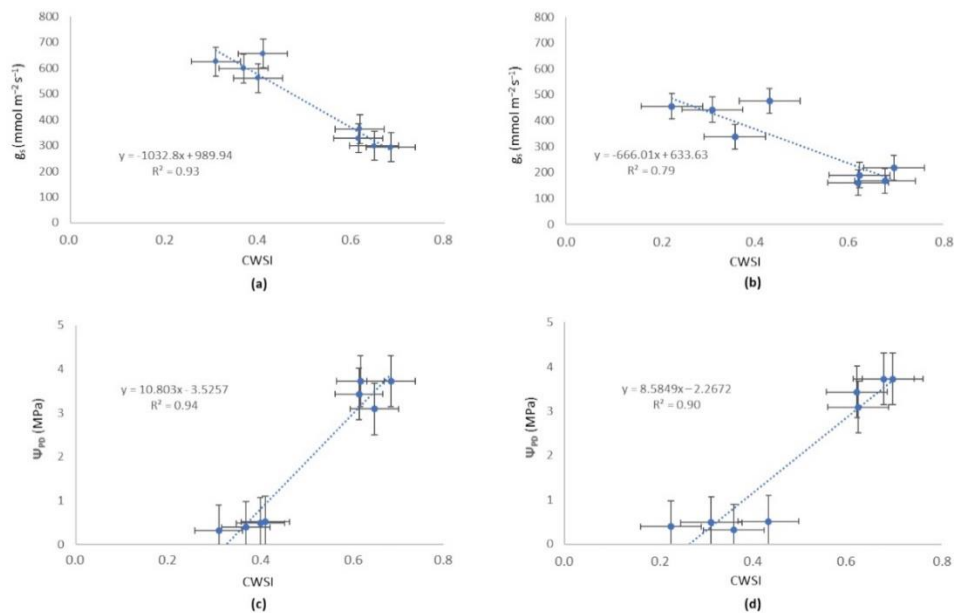 800
700
600
500
400
300
200
100
0
gs (mmol m−2 s−1)
y = -1032.8x + 989.94
R² = 0.93
0.0 0.2 0.4 0.6 0.8
CWSI
(a)
800
700
600
500
400
300
200
100
0
gs (mmol m−2 s−1)
y = -666.01x + 633.63
R² = 0.79
0.0 0.2 0.4 0.6 0.8
CWSI
(b)
5
4
3
2
1
0
ΨPD (MPa)
y = 10.803x - 3.5257
R² = 0.94
0.0 0.2 0.4 0.6 0.8
CWSI
(c)
5
4
3
2
1
0
ΨPD (MPa)
y = 8.5849x − 2.2672
R² = 0.90
0.0 0.2 0.4 0.6 0.8
CWSI
(d)